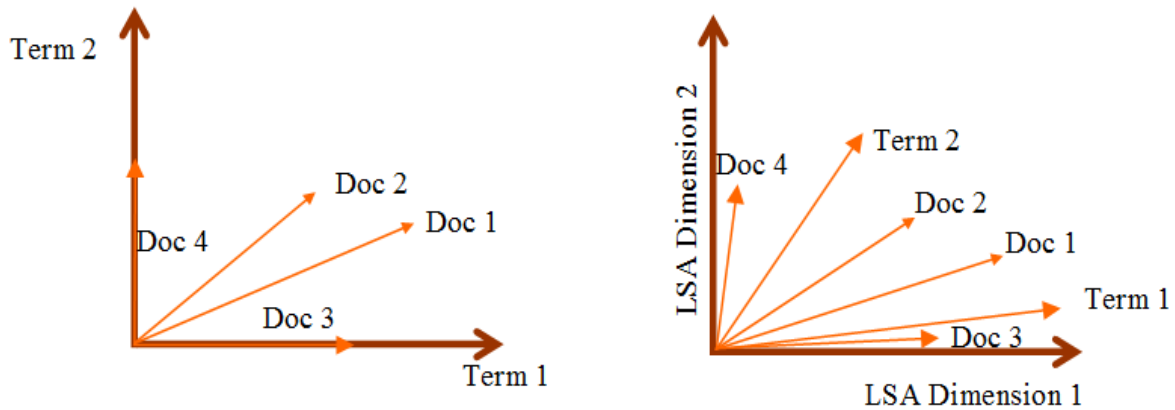 Term 2
Doc 2
Doc 1
Doc 4
Doc 3
Term 1
LSA Dimension 2
Term 2
Doc 4
Doc 2
Doc 1
Term 1
Doc 3
LSA Dimension 1